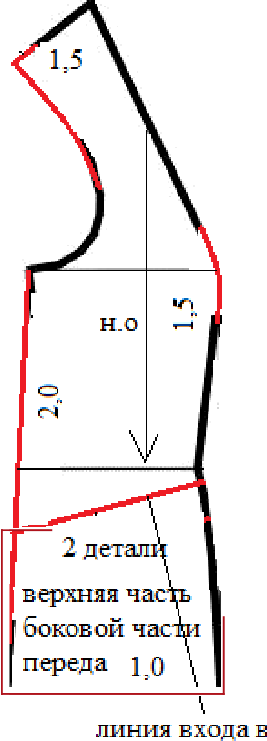 1,5
н.о
1,5
2,0
2 детали
верхняя часть
боковой части
переда 1,0
линия входа в